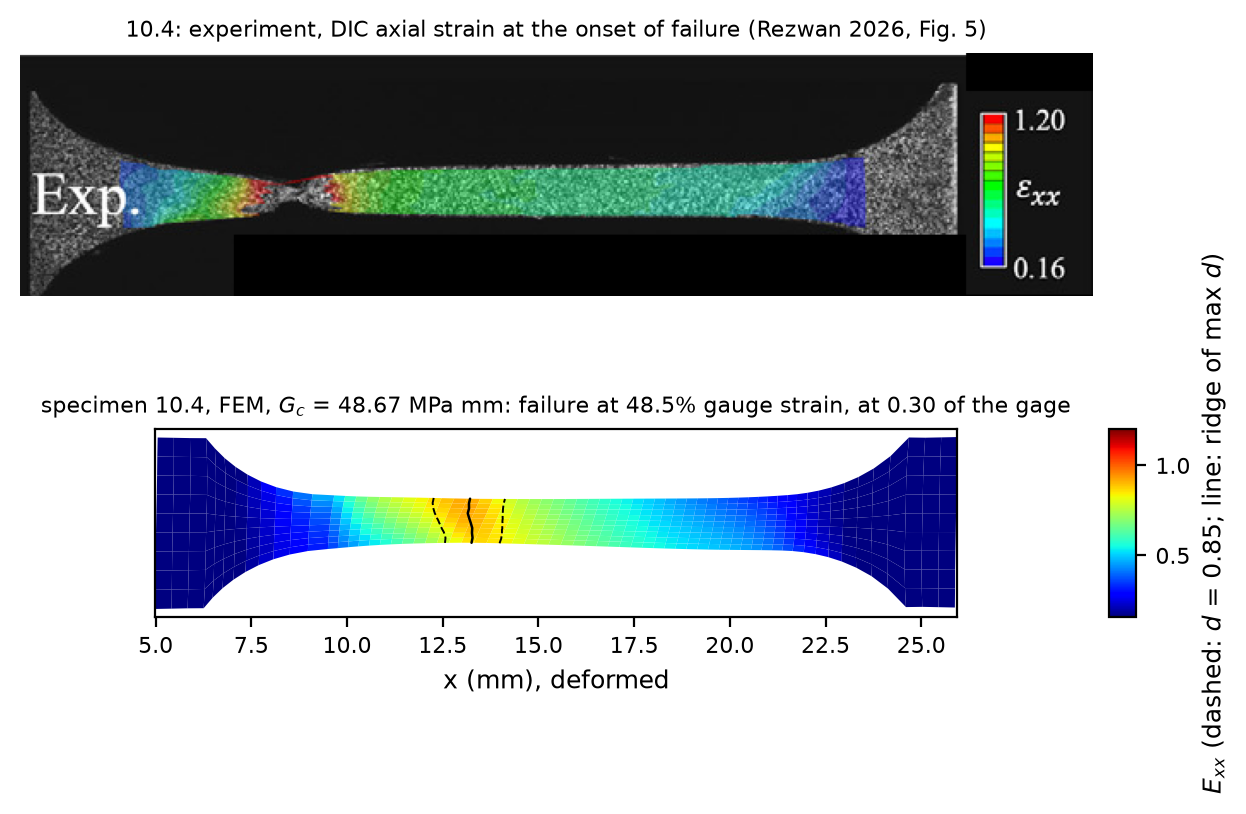 10.4: experiment, DIC axial strain at the onset of failure (Rezwan 2026, Fig. 5)
Exp.
1.20
εxx
0.16
specimen 10.4, FEM, Gc = 48.67 MPa mm: failure at 48.5% gauge strain, at 0.30 of the gage
1.0
0.5
5.0 7.5 10.0 12.5 15.0 17.5 20.0 22.5 25.0
x (mm), deformed
Exx (dashed: d = 0.85, line: ridge of max d)